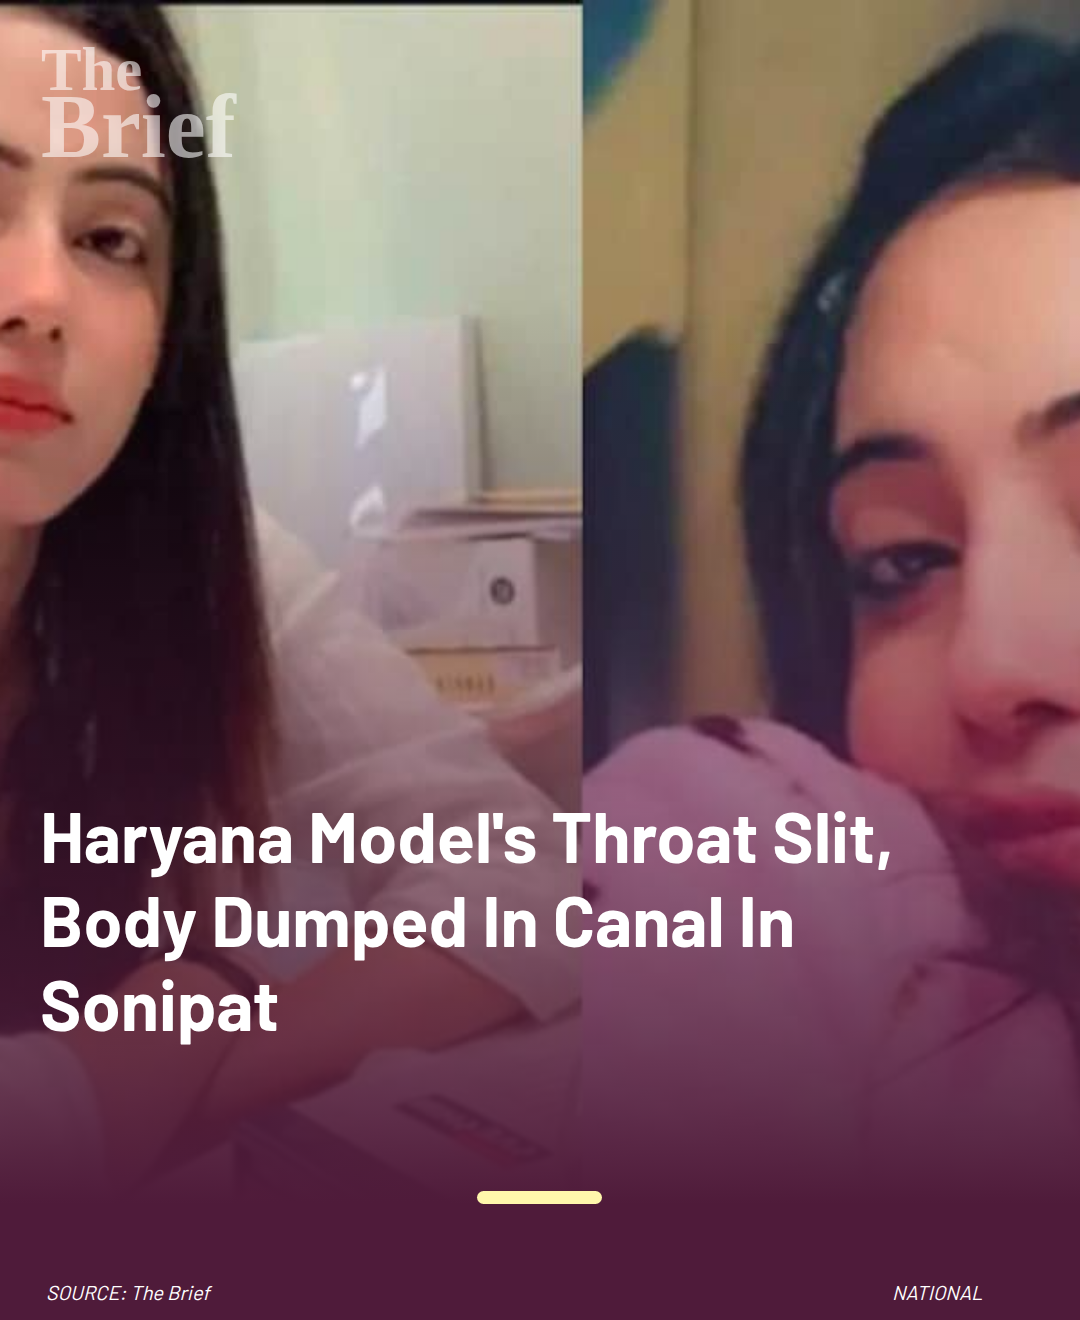 The
Brief
Haryana Model's Throat Slit,
Body Dumped In Canal In
Sonipat
SOURCE: The Brief
NATIONAL